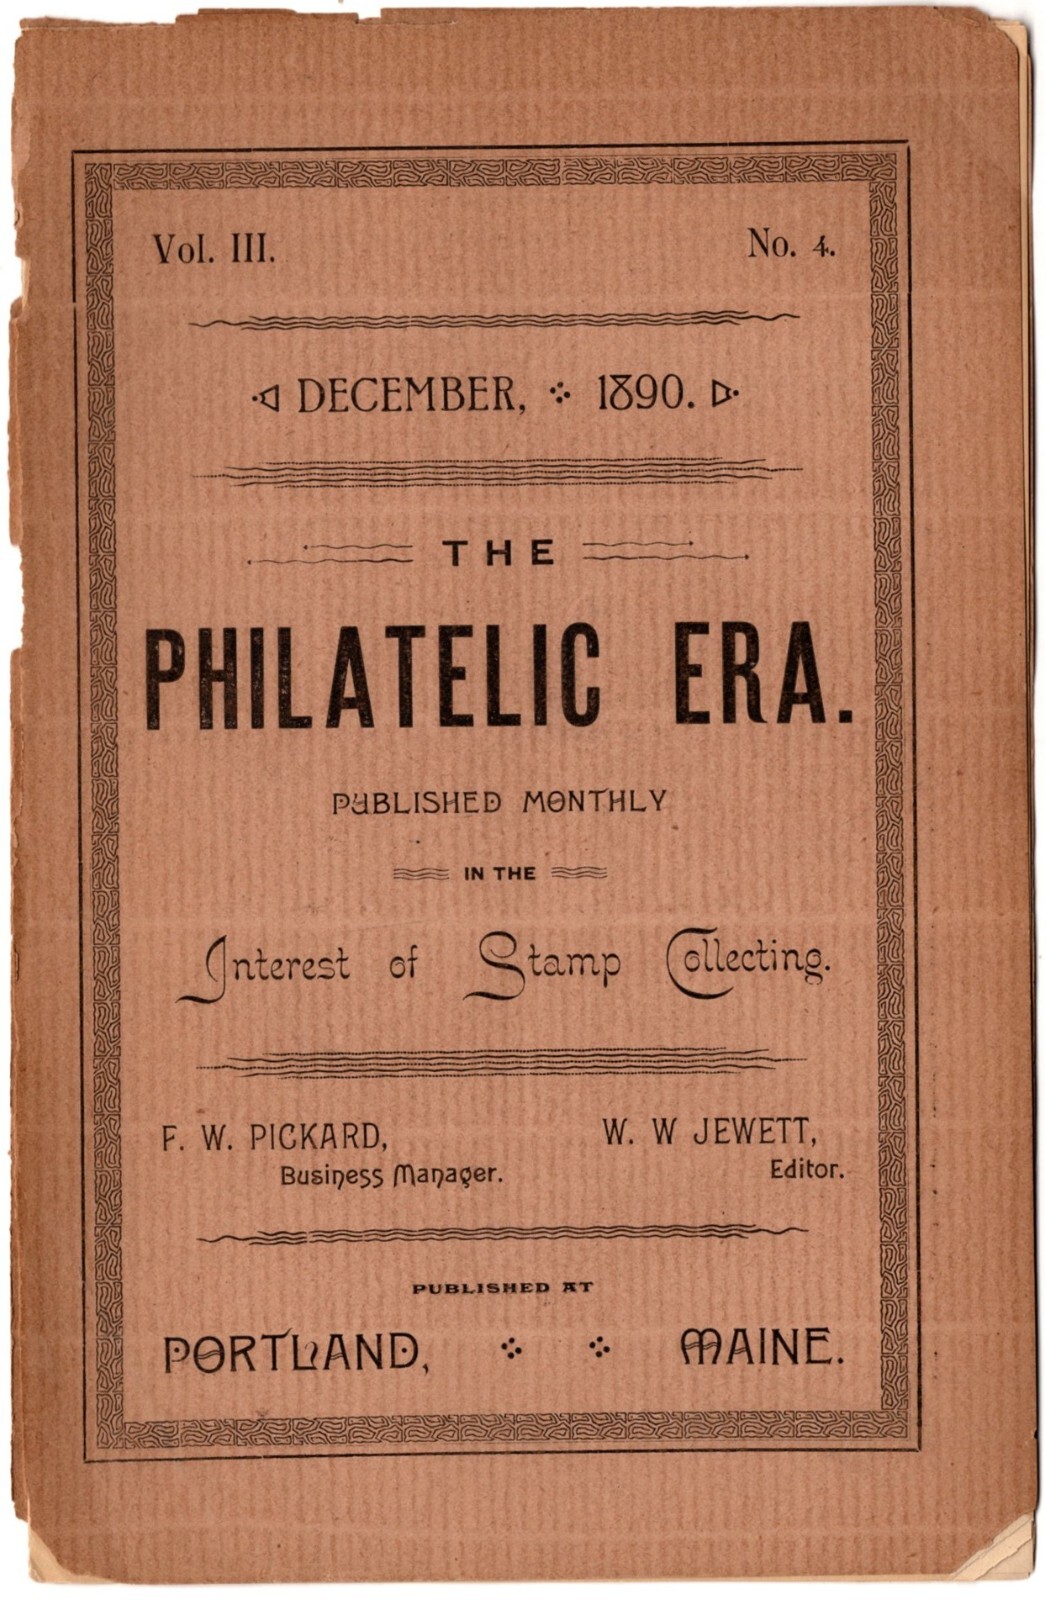 Vol. III. No. 4.
DECEMBER, 1890.
THE
PHILATELIC ERA.
PUBLISHED MONTHLY
IN THE
Interest of Stamp Collecting.
F. W. PICKARD, W. W JEWETT,
Business Manager. Editor.
PUBLISHED AT
PORTLAND, MAINE.